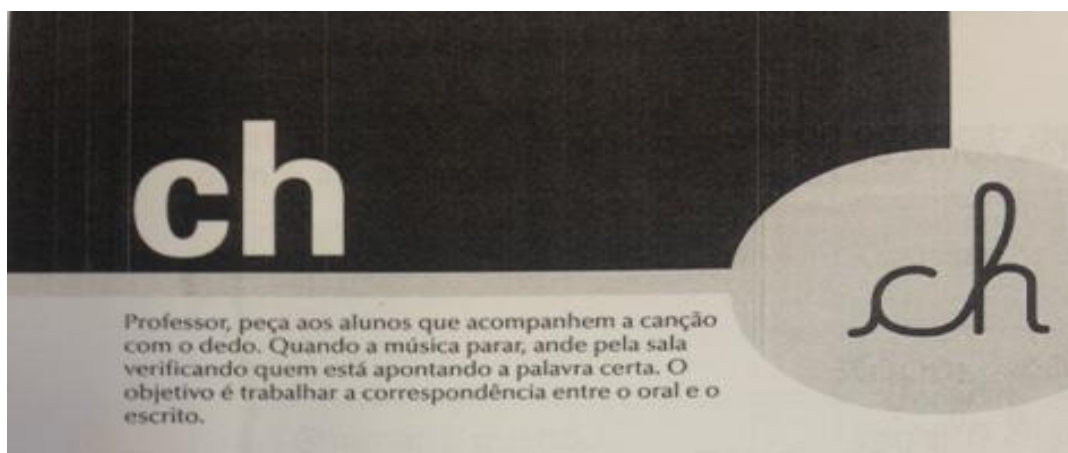 ch
ch
Professor, peça aos alunos que acompanhem a canção
com o dedo. Quando a música parar, ande pela sala
verificando quem está apontando a palavra certa. O
objetivo é trabalhar a correspondência entre o oral e o
escrito.